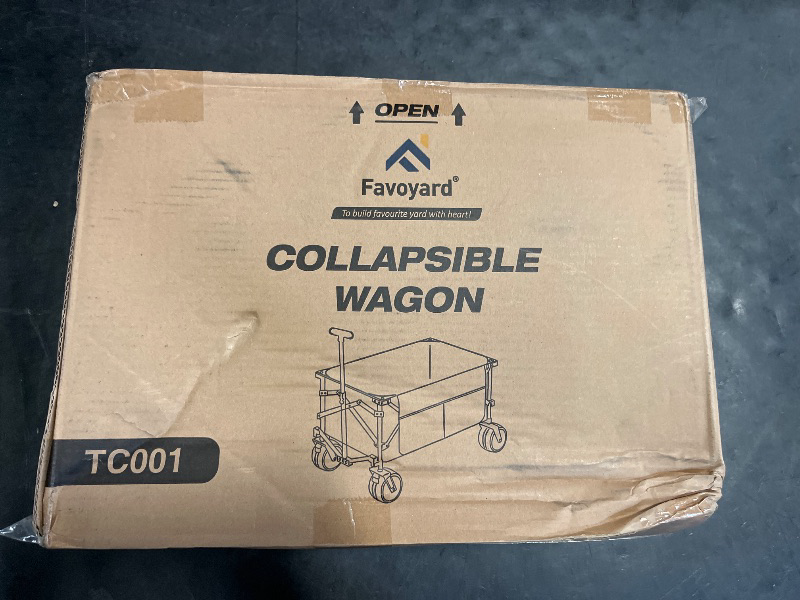 OPEN
Favoyard®
To build favourite yard with heart!
COLLAPSIBLE
WAGON
TC001